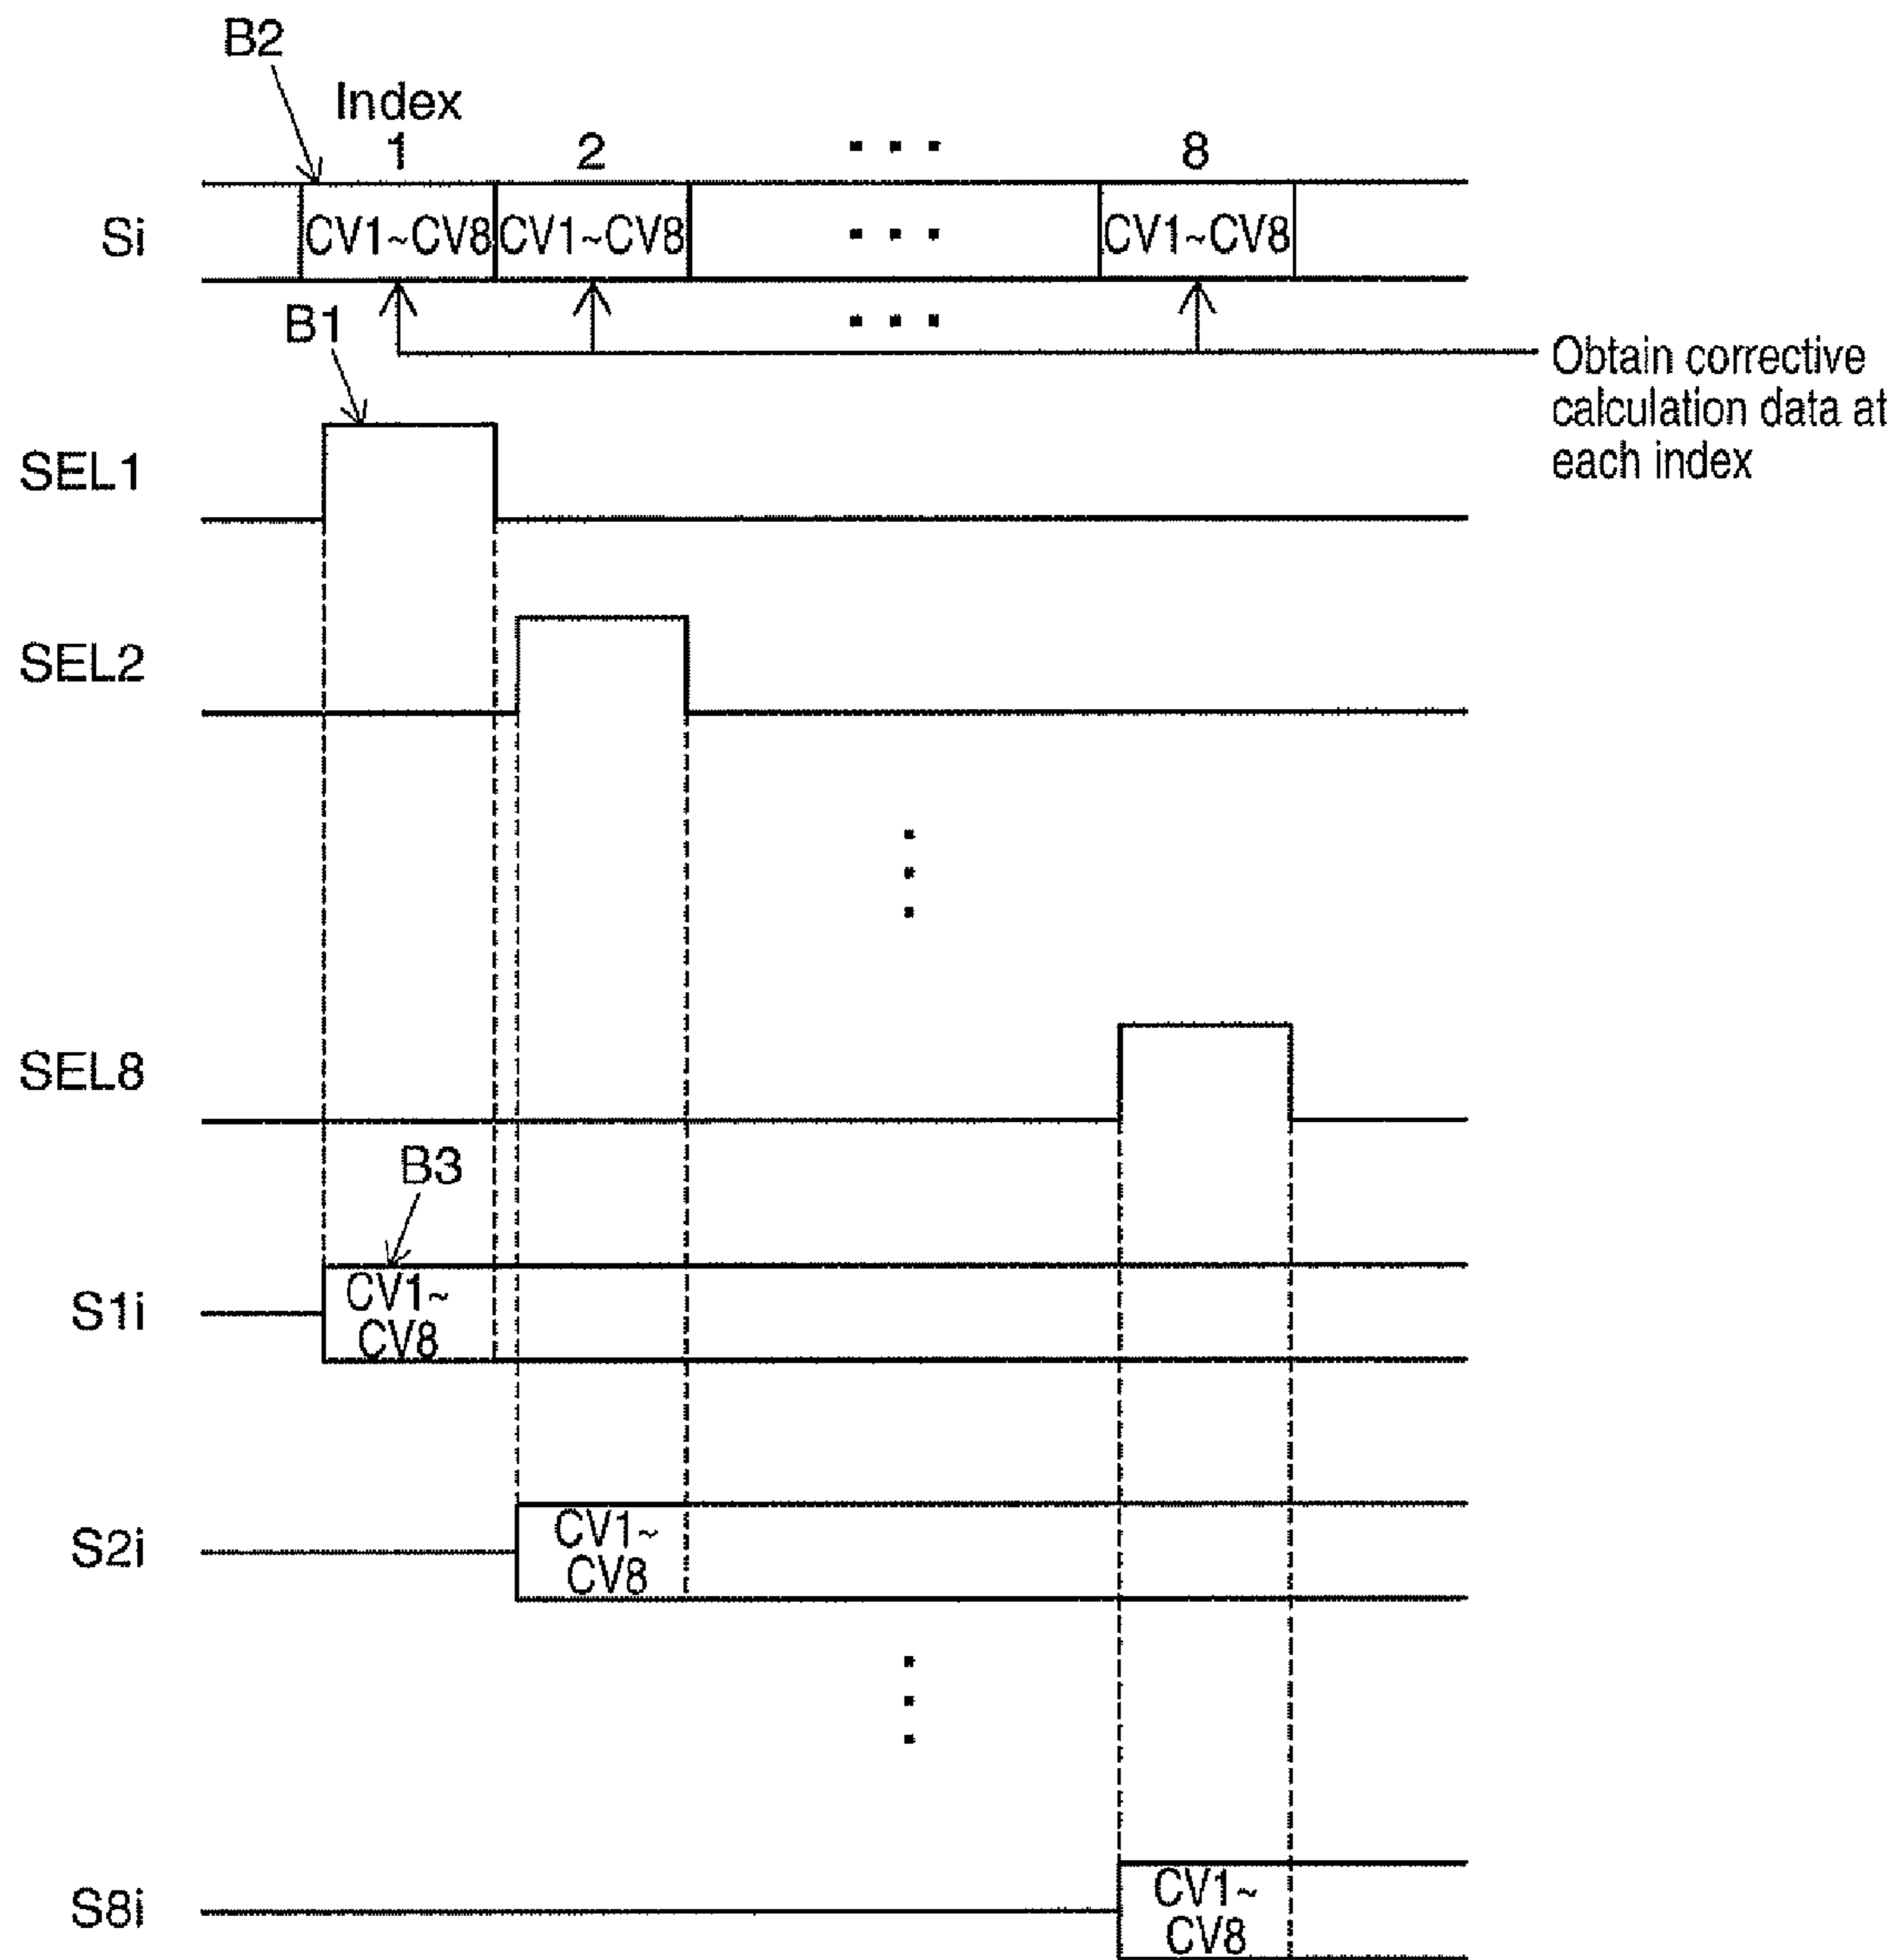 B2
Index
1 2 ... 8
Si CV1~CV8 CV1~CV8 ... CV1~CV8
B1 ...
Obtain corrective
calculation data at
each index
SEL1
SEL2
SEL8
B3
S1i CV1~
CV8
S2i CV1~
CV8
S8i CV1~
CV8